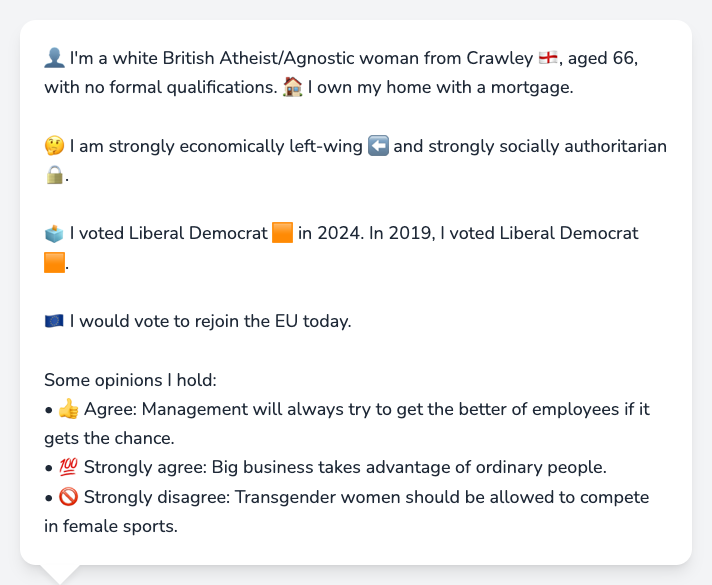 👤 I'm a white British Atheist/Agnostic woman from Crawley 🏴󠁧󠁢󠁥󠁮󠁧󠁿, aged 66,
with no formal qualifications. 🏠 I own my home with a mortgage.
🤔 I am strongly economically left-wing ⬅️ and strongly socially authoritarian
🔒.
🗳️ I voted Liberal Democrat 🟧 in 2024. In 2019, I voted Liberal Democrat
🟧.
🇪🇺 I would vote to rejoin the EU today.
Some opinions I hold:
• 👍 Agree: Management will always try to get the better of employees if it
gets the chance.
• 💯 Strongly agree: Big business takes advantage of ordinary people.
• 🚫 Strongly disagree: Transgender women should be allowed to compete
in female sports.